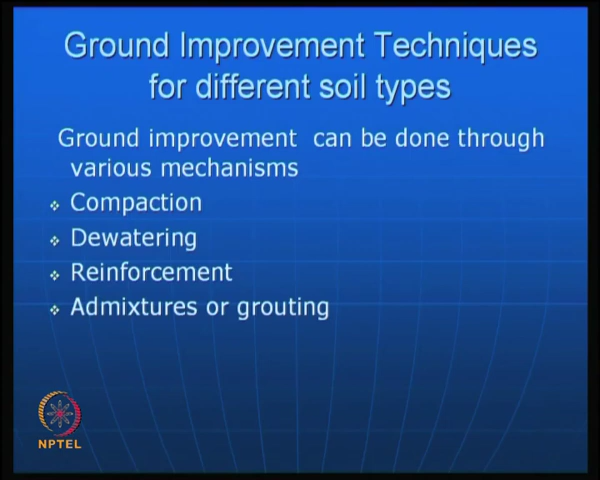 Ground Improvement Techniques
for different soil types
Ground improvement can be done through
various mechanisms
Compaction
Dewatering
Reinforcement
Admixtures or grouting
NPTEL